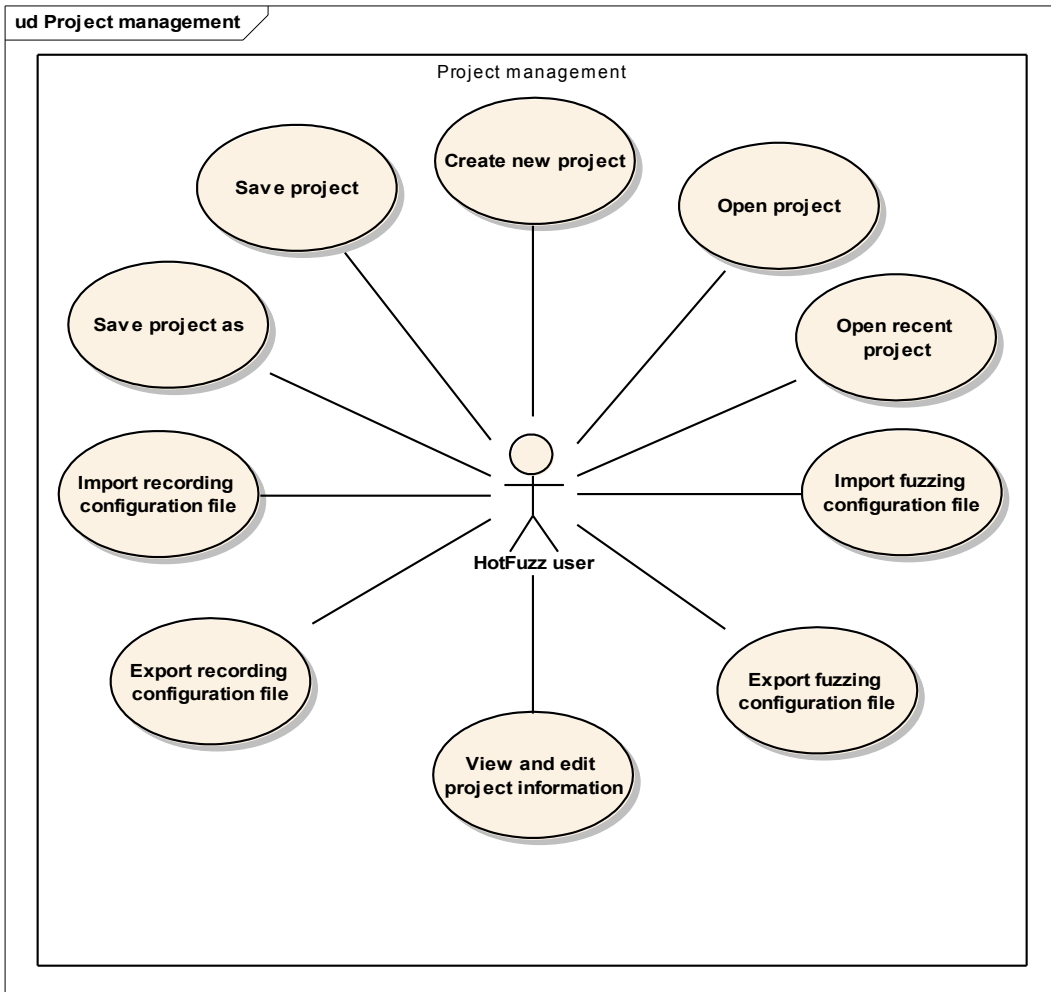 ud Project management
Project management
Create new project
Save project
Open project
Save project as
Open recent
project
Import recording
configuration file
Import fuzzing
configuration file
HotFuzz user
Export recording
configuration file
Export fuzzing
configuration file
View and edit
project information